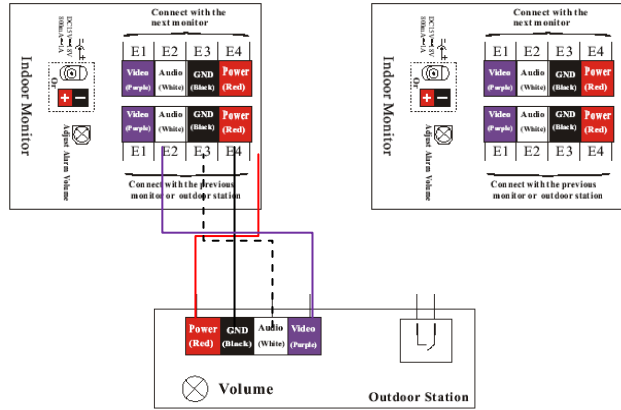 Connect with the
next monitor
E1 E2 E3 E4
Video Audio GND Power
(Purple) (White) (Black) (Red)
Video Audio GND Power
(Purple) (White) (Black) (Red)
E1 E2 E3 E4
Connect with the previous
monitor or outdoor station
Indoor Monitor
Or
+ −
Adjust Alarm Volume
Connect with the
next monitor
E1 E2 E3 E4
Video Audio GND Power
(Purple) (White) (Black) (Red)
Video Audio GND Power
(Purple) (White) (Black) (Red)
E1 E2 E3 E4
Connect with the previous
monitor or outdoor station
Indoor Monitor
Or
+ −
Adjust Alarm Volume
Power GND Audio Video
(Red) (Black) (White) (Purple)
Volume
Outdoor Station